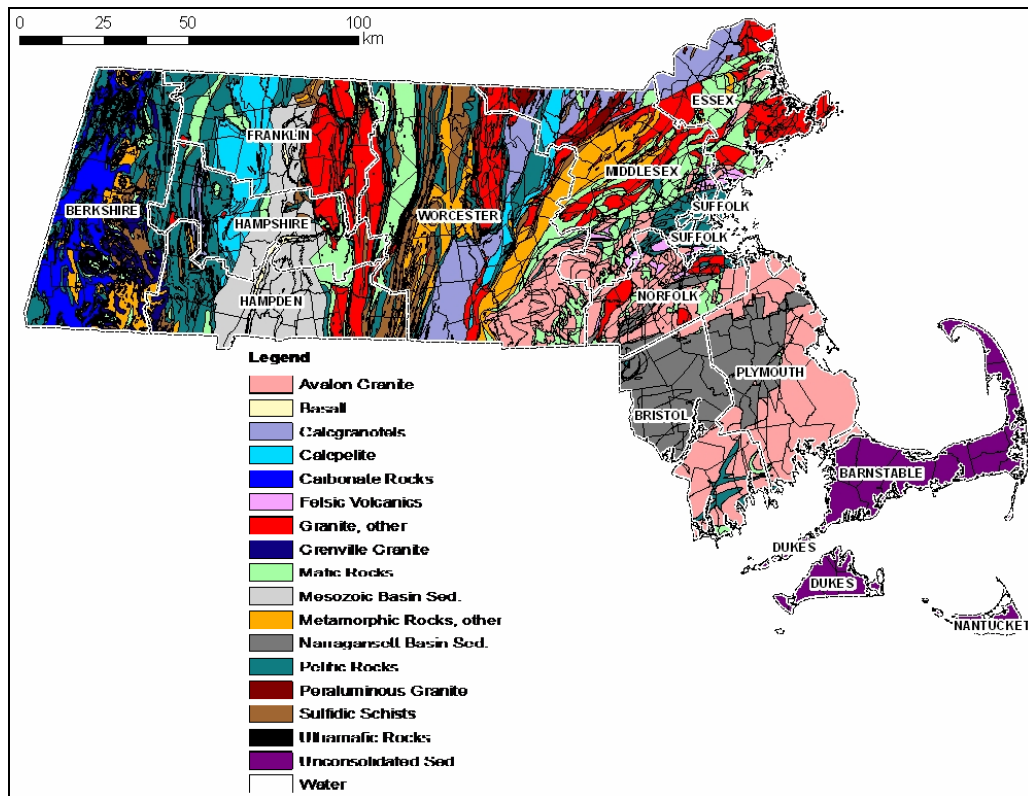 0 25 50 100
km
ESSEX
FRANKLIN
MIDDLESEX
SUFFOLK
BERKSHIRE
HAMPSHIRE
WORCESTER
SUFFOLK
HAMPDEN
NORFOLK
Legend
PLYMOUTH
Avalon Granite
Basalt
BRISTOL
Calcgranofels
Calcpelite
BARNSTABLE
Carbonate Rocks
Felsic Volcanics
Granite, other
DUKES
Grenville Granite
Mafic Rocks
DUKES
Mesozoic Basin Sed.
Metamorphic Rocks, other
NANTUCKET
Narragansett Basin Sed.
Pelitic Rocks
Peraluminous Granite
Sulfidic Schists
Ultramafic Rocks
Unconsolidated Sed
Water